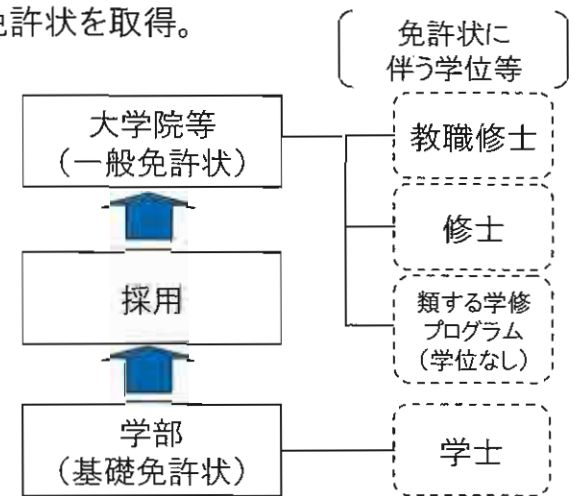 免許状を取得。
免許状に
伴う学位等
大学院等
（一般免許状）
教職修士
修士
採用
類する学修
プログラム
（学位なし）
学部
（基礎免許状）
学士